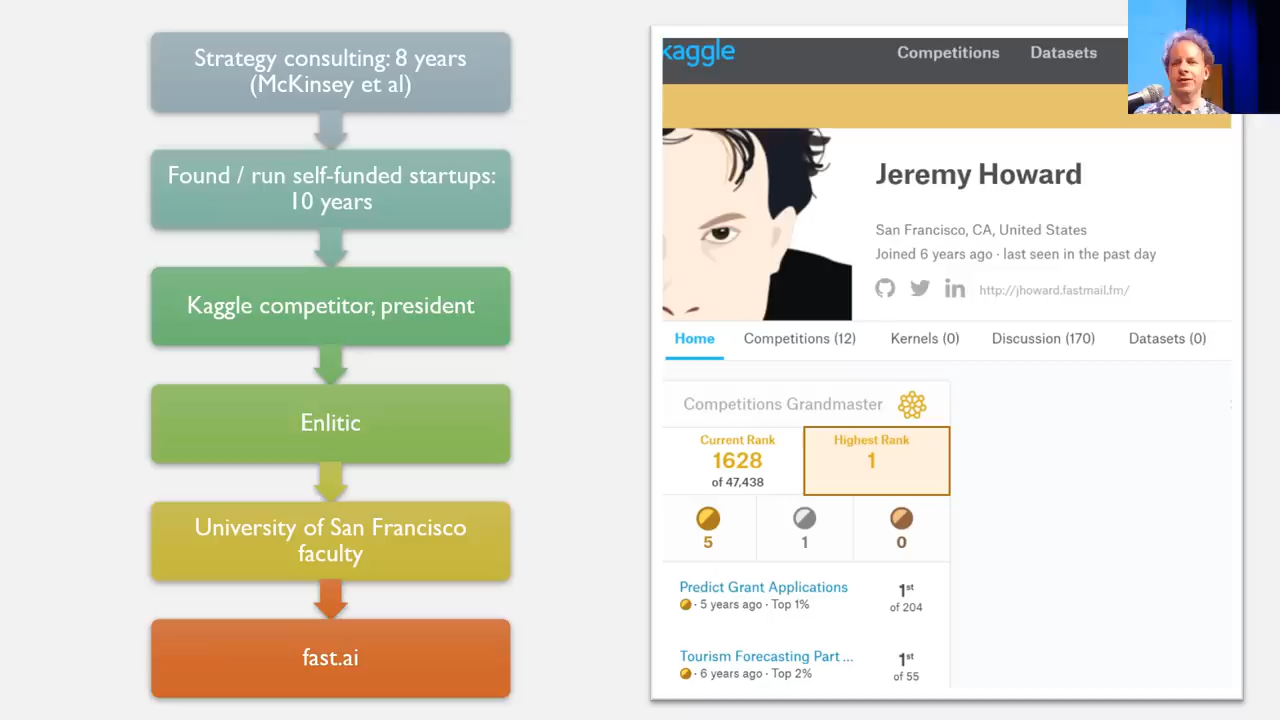 Strategy consulting: 8 years
(McKinsey et al)
Found / run self-funded startups:
10 years
Kaggle competitor, president
Enlitic
University of San Francisco
faculty
fast.ai
kaggle
Competitions Datasets
Jeremy Howard
San Francisco, CA, United States
Joined 6 years ago · last seen in the past day
http://jhoward.fastmail.fm/
Home Competitions (12) Kernels (0) Discussion (170) Datasets (0)
Competitions Grandmaster
Current Rank Highest Rank
1628 1
of 47,438
5 1 0
Predict Grant Applications 1st
· 5 years ago · Top 1% of 204
Tourism Forecasting Part ... 1st
· 6 years ago · Top 2% of 55